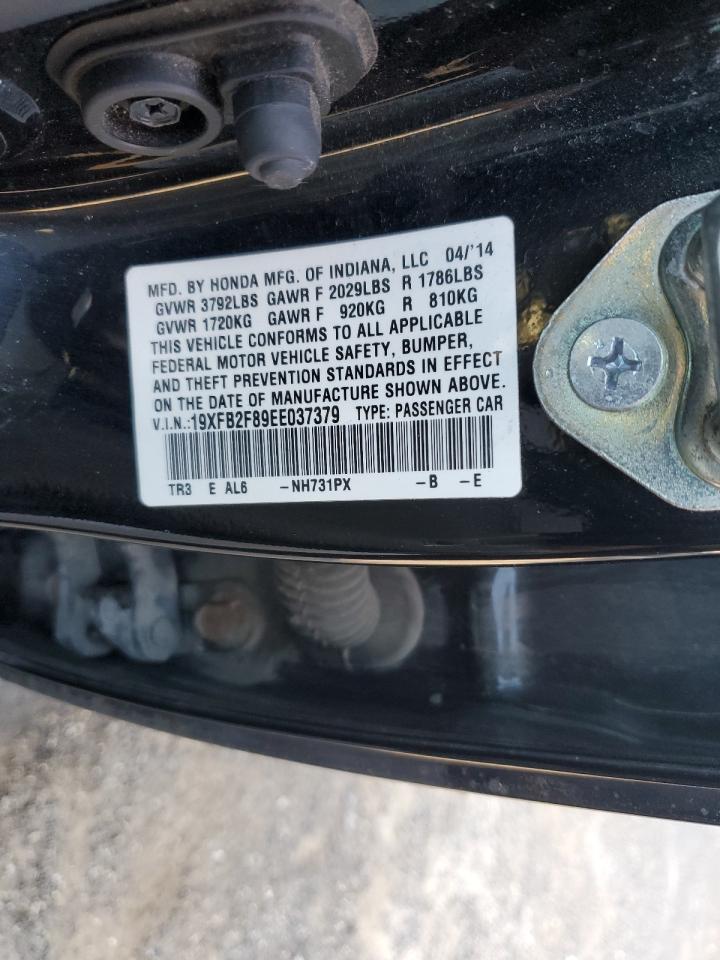 MFD. BY HONDA MFG. OF INDIANA, LLC 04/'14
GVWR 3792LBS GAWR F 2029LBS R 1786LBS
GVWR 1720KG GAWR F 920KG R 810KG
THIS VEHICLE CONFORMS TO ALL APPLICABLE
FEDERAL MOTOR VEHICLE SAFETY, BUMPER,
AND THEFT PREVENTION STANDARDS IN EFFECT
ON THE DATE OF MANUFACTURE SHOWN ABOVE.
V.I.N.:19XFB2F89EE037379 TYPE: PASSENGER CAR
TR3 E AL6 -NH731PX -B -E